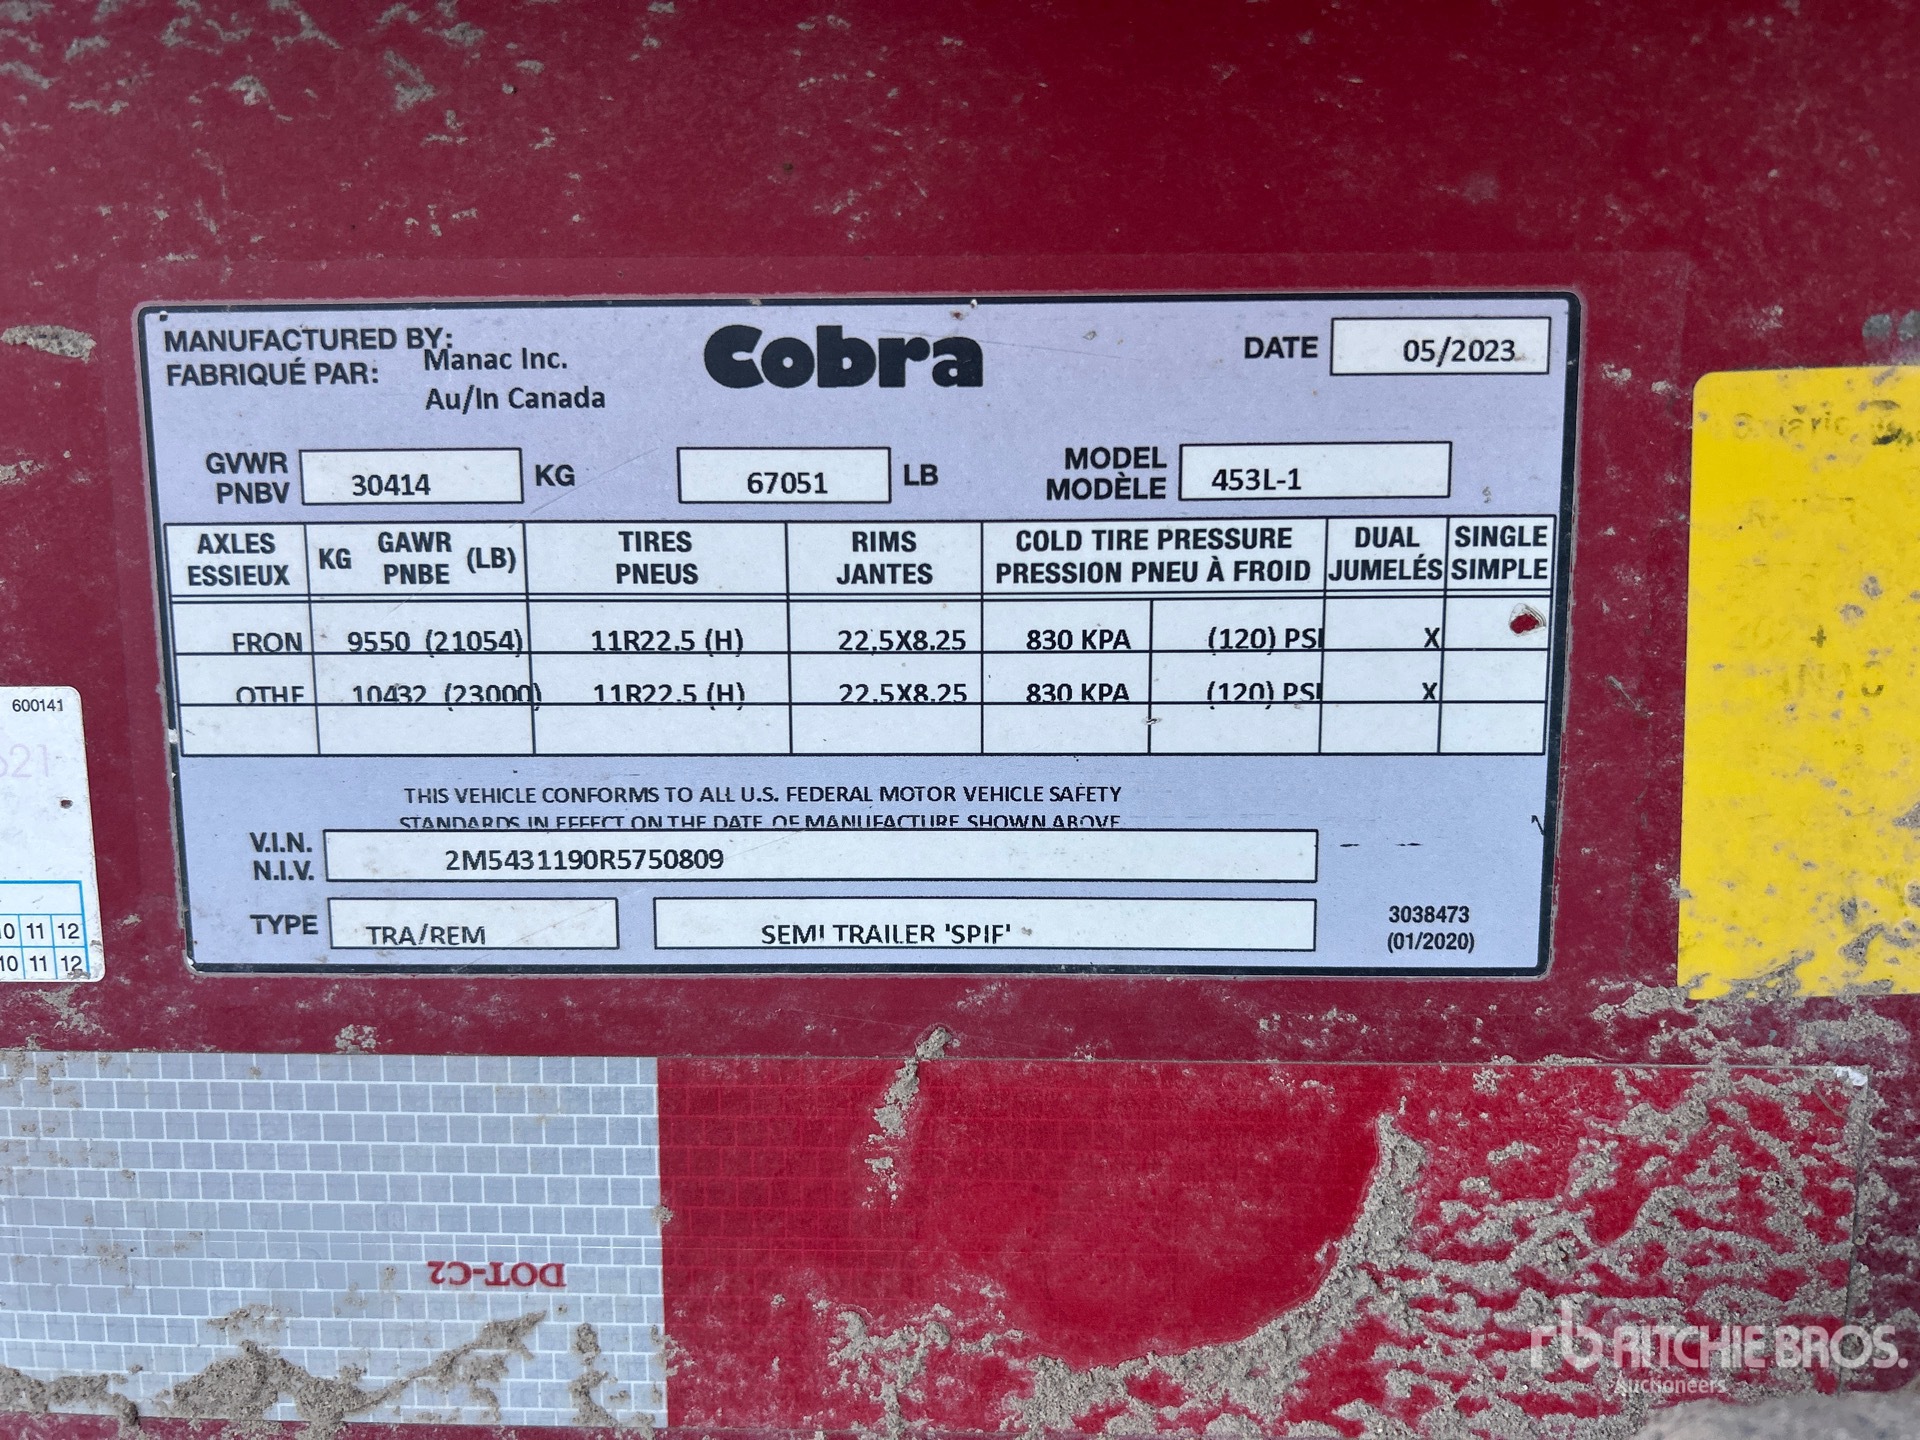 MANUFACTURED BY:
FABRIQUÉ PAR:
Manac Inc.
Au/In Canada
Cobra
DATE 05/2023
GVWR
PNBV
30414 KG 67051 LB
MODEL
MODÈLE
453L-1
AXLES
ESSIEUX
KG GAWR (LB)
PNBE
TIRES
PNEUS
RIMS
JANTES
COLD TIRE PRESSURE
PRESSION PNEU À FROID
DUAL
JUMELÉS
SINGLE
SIMPLE
FRON 9550 (21054) 11R22.5 (H) 22.5X8.25 830 KPA (120) PSI X
OTHE 10432 (23000) 11R22.5 (H) 22.5X8.25 830 KPA (120) PSI X
THIS VEHICLE CONFORMS TO ALL U.S. FEDERAL MOTOR VEHICLE SAFETY
STANDARDS IN EFFECT ON THE DATE OF MANUFACTURE SHOWN ABOVE
V.I.N.
N.I.V.
2M5431190R5750809
TYPE TRA/REM SEMI TRAILER 'SPIF'
3038473
(01/2020)
600141
10 11 12
10 11 12
DOT-C2
rb RITCHIE BROS.
Auctioneers